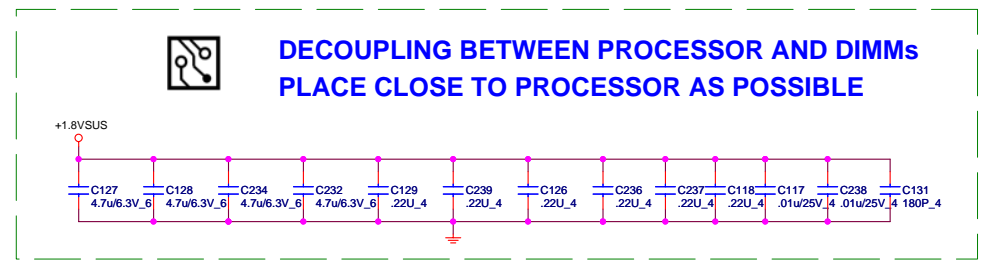 DECOUPLING BETWEEN PROCESSOR AND DIMMs
PLACE CLOSE TO PROCESSOR AS POSSIBLE
+1.8VSUS
C127 C128 C234 C232 C129 C239 C126 C236 C237 C118 C117 C238 C131
4.7u/6.3V_6 4.7u/6.3V_6 4.7u/6.3V_6 4.7u/6.3V_6 .22U_4 .22U_4 .22U_4 .22U_4 .22U_4 .22U_4 .01u/25V_4 .01u/25V_4 180P_4